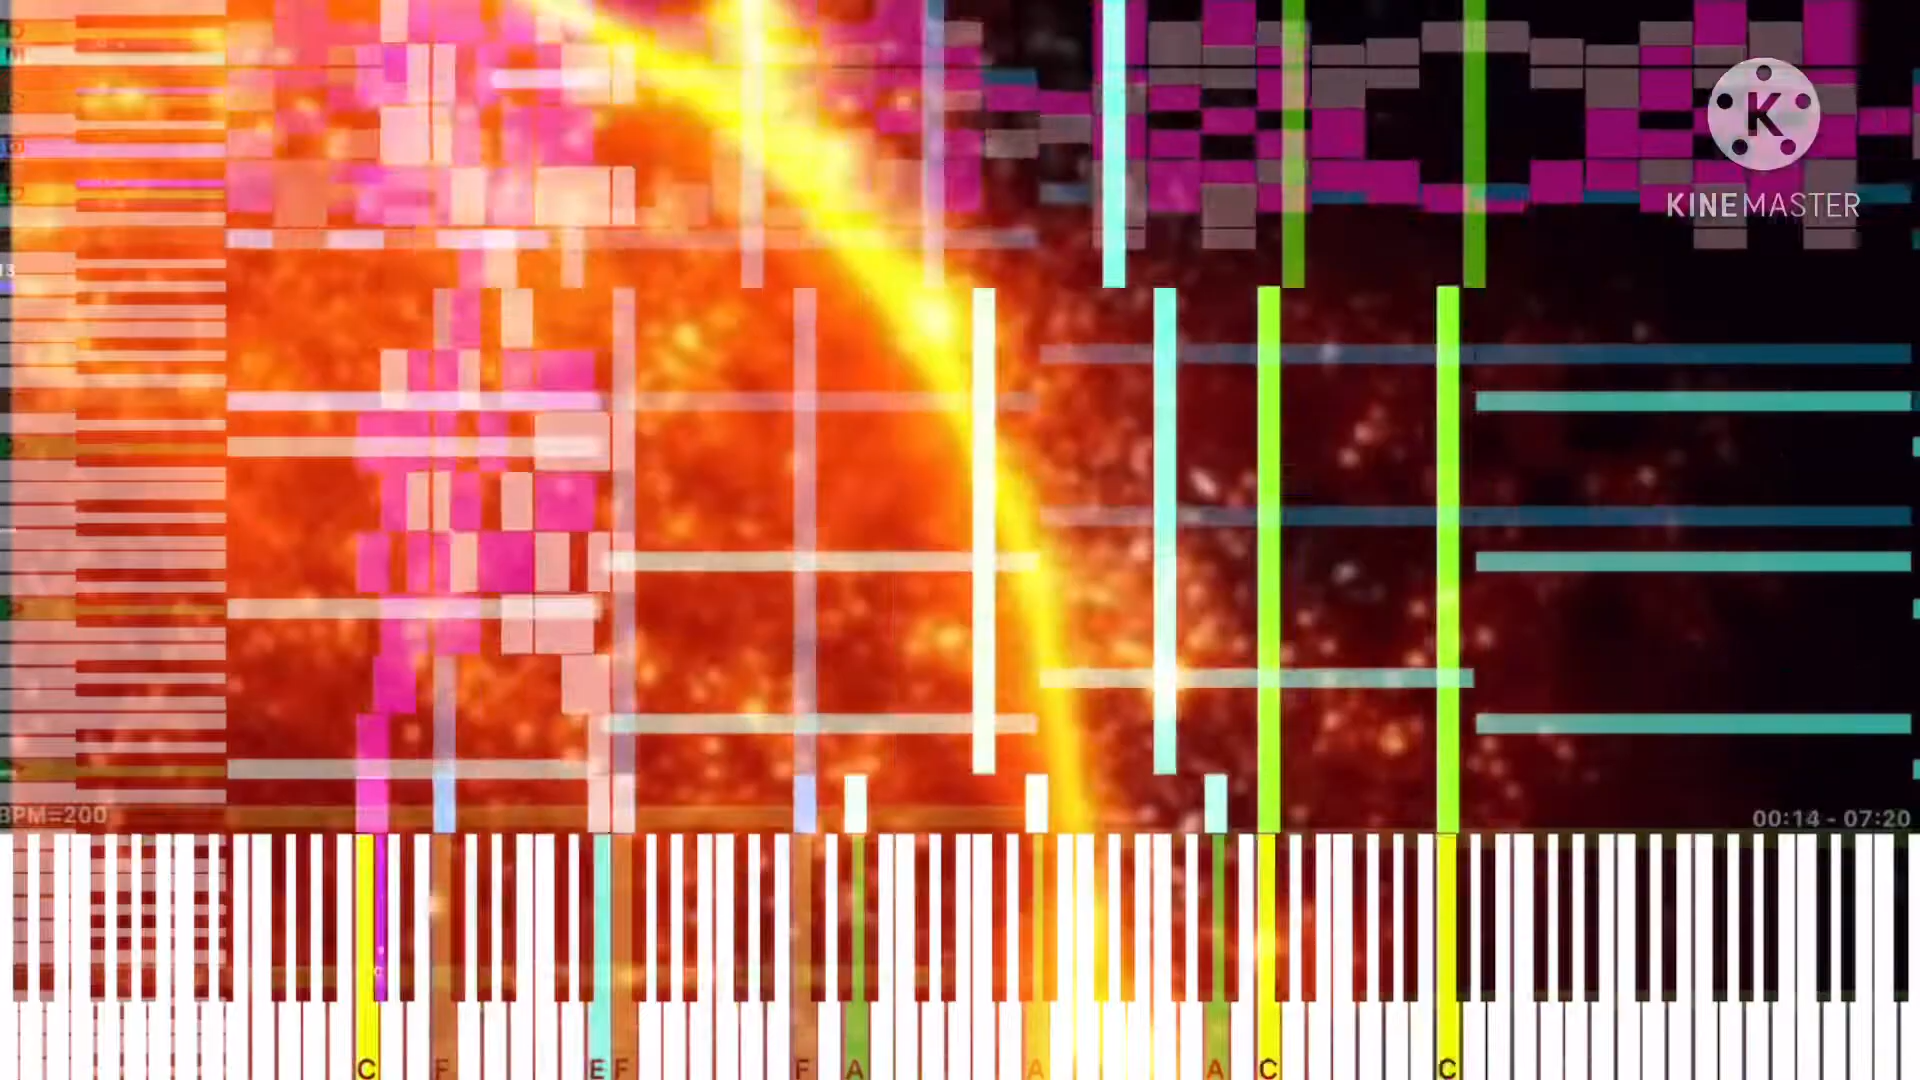 K
KINEMASTER
BPM=200
00:14 - 07:20
C F E F F A A A C C